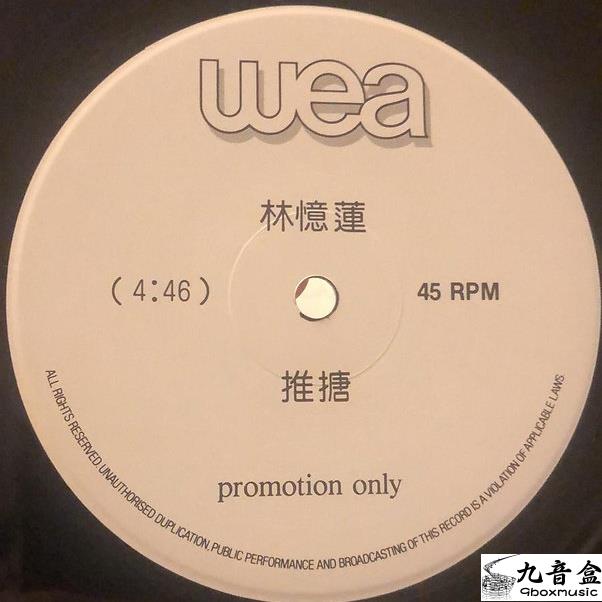 wea
林憶蓮
(4:46)
45 RPM
推搪
promotion only
ALL RIGHTS RESERVED. UNAUTHORISED DUPLICATION, PUBLIC PERFORMANCE AND BROADCASTING OF THIS RECORD IS A VIOLATION OF APPLICABLE LAWS.
九音盒
9boxmusic